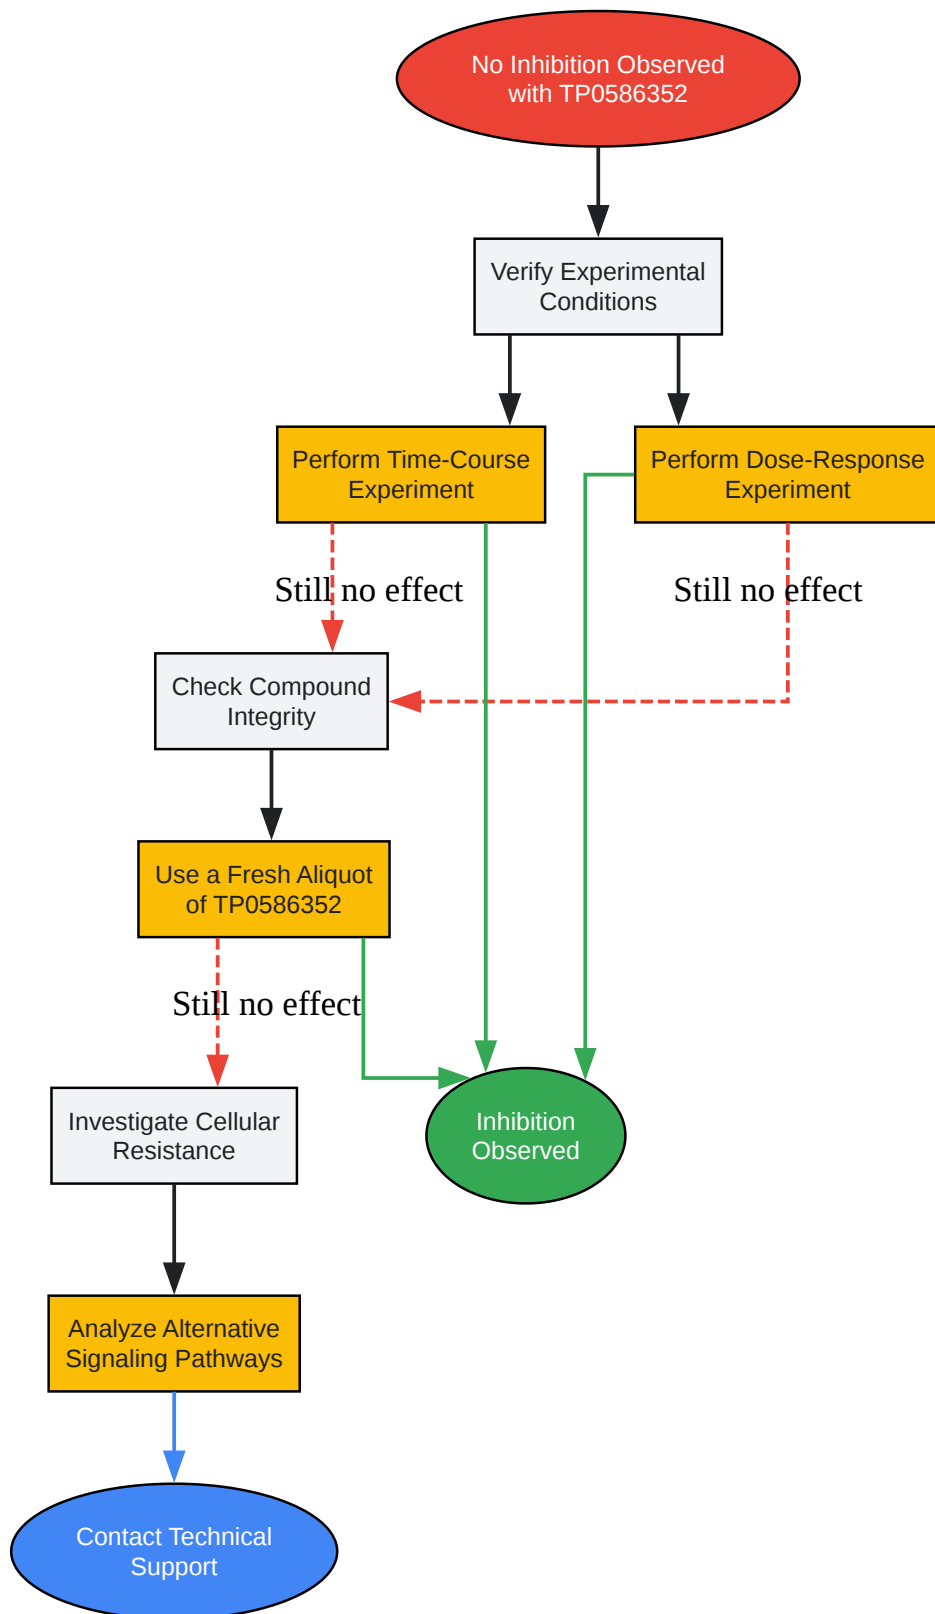 No Inhibition Observed
with TP0586352
Verify Experimental
Conditions
Perform Time-Course
Experiment
Perform Dose-Response
Experiment
Still no effect
Still no effect
Check Compound
Integrity
Use a Fresh Aliquot
of TP0586352
Still no effect
Investigate Cellular
Resistance
Inhibition
Observed
Analyze Alternative
Signaling Pathways
Contact Technical
Support